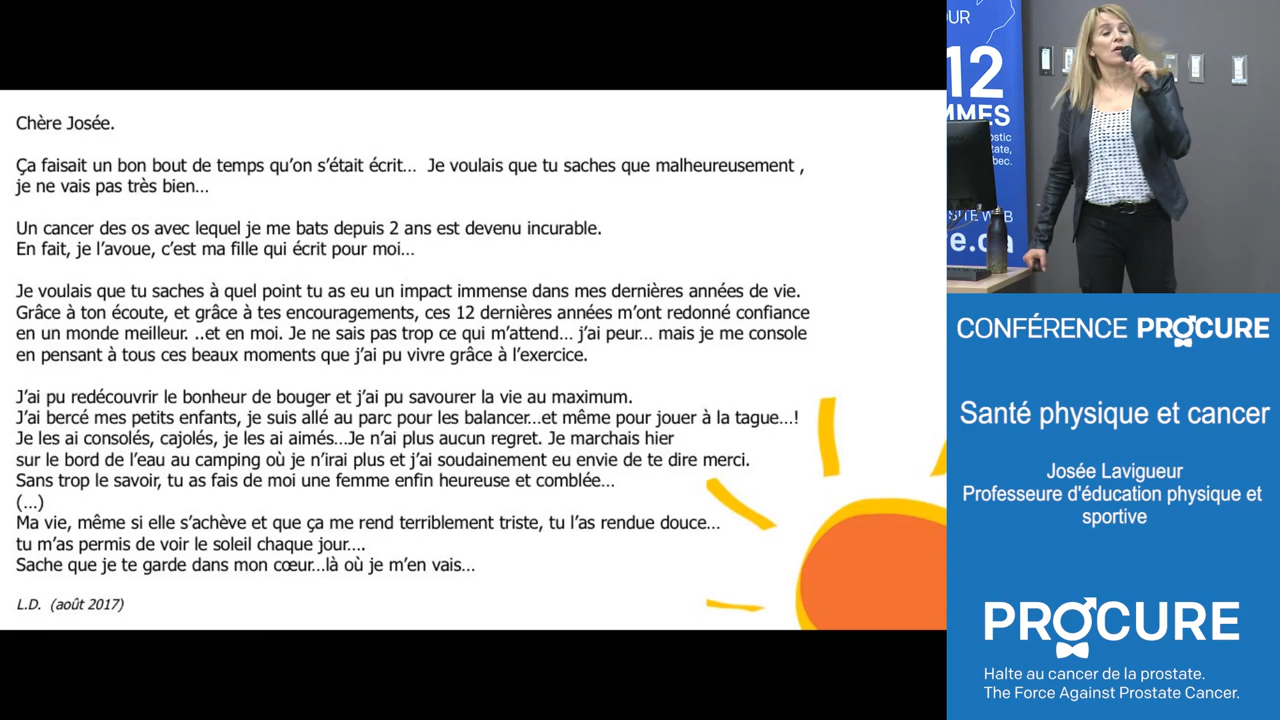 Chère Josée.
Ça faisait un bon bout de temps qu'on s'était écrit... Je voulais que tu saches que malheureusement ,
je ne vais pas très bien...
Un cancer des os avec lequel je me bats depuis 2 ans est devenu incurable.
En fait, je l'avoue, c'est ma fille qui écrit pour moi...
Je voulais que tu saches à quel point tu as eu un impact immense dans mes dernières années de vie.
Grâce à ton écoute, et grâce à tes encouragements, ces 12 dernières années m'ont redonné confiance
en un monde meilleur. ..et en moi. Je ne sais pas trop ce qui m'attend... j'ai peur... mais je me console
en pensant à tous ces beaux moments que j'ai pu vivre grâce à l'exercice.
J'ai pu redécouvrir le bonheur de bouger et j'ai pu savourer la vie au maximum.
J'ai bercé mes petits enfants, je suis allé au parc pour les balancer...et même pour jouer à la tague...!
Je les ai consolés, cajolés, je les ai aimés...Je n'ai plus aucun regret. Je marchais hier
sur le bord de l'eau au camping où je n'irai plus et j'ai soudainement eu envie de te dire merci.
Sans trop le savoir, tu as fais de moi une femme enfin heureuse et comblée...
(...)
Ma vie, même si elle s'achève et que ça me rend terriblement triste, tu l'as rendue douce...
tu m'as permis de voir le soleil chaque jour....
Sache que je te garde dans mon cœur...là où je m'en vais...
L.D. (août 2017)
OUR
12
MMES
ostic
state,
bec.
SITE WEB
e.ca
CONFÉRENCE PROCURE
Santé physique et cancer
Josée Lavigueur
Professeure d'éducation physique et
sportive
PROCURE
Halte au cancer de la prostate.
The Force Against Prostate Cancer.